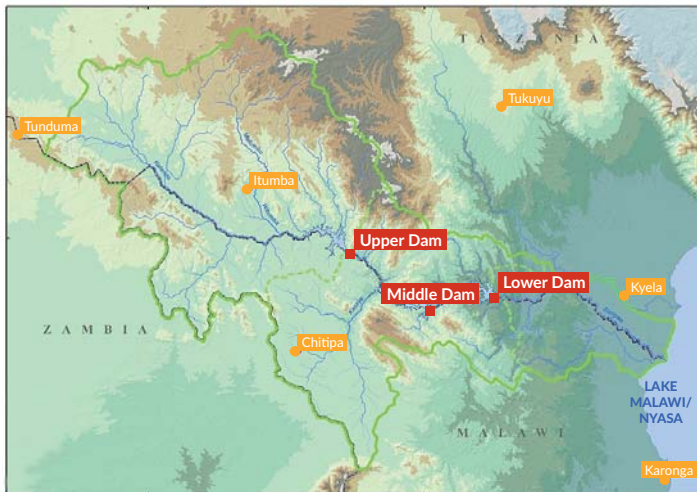 TANZANIA
Tukuyu
Tunduma
Itumba
Upper Dam
Lower Dam
Middle Dam
Kyela
ZAMBIA
Chitipa
LAKE
MALAWI/
NYASA
MALAWI
Karonga